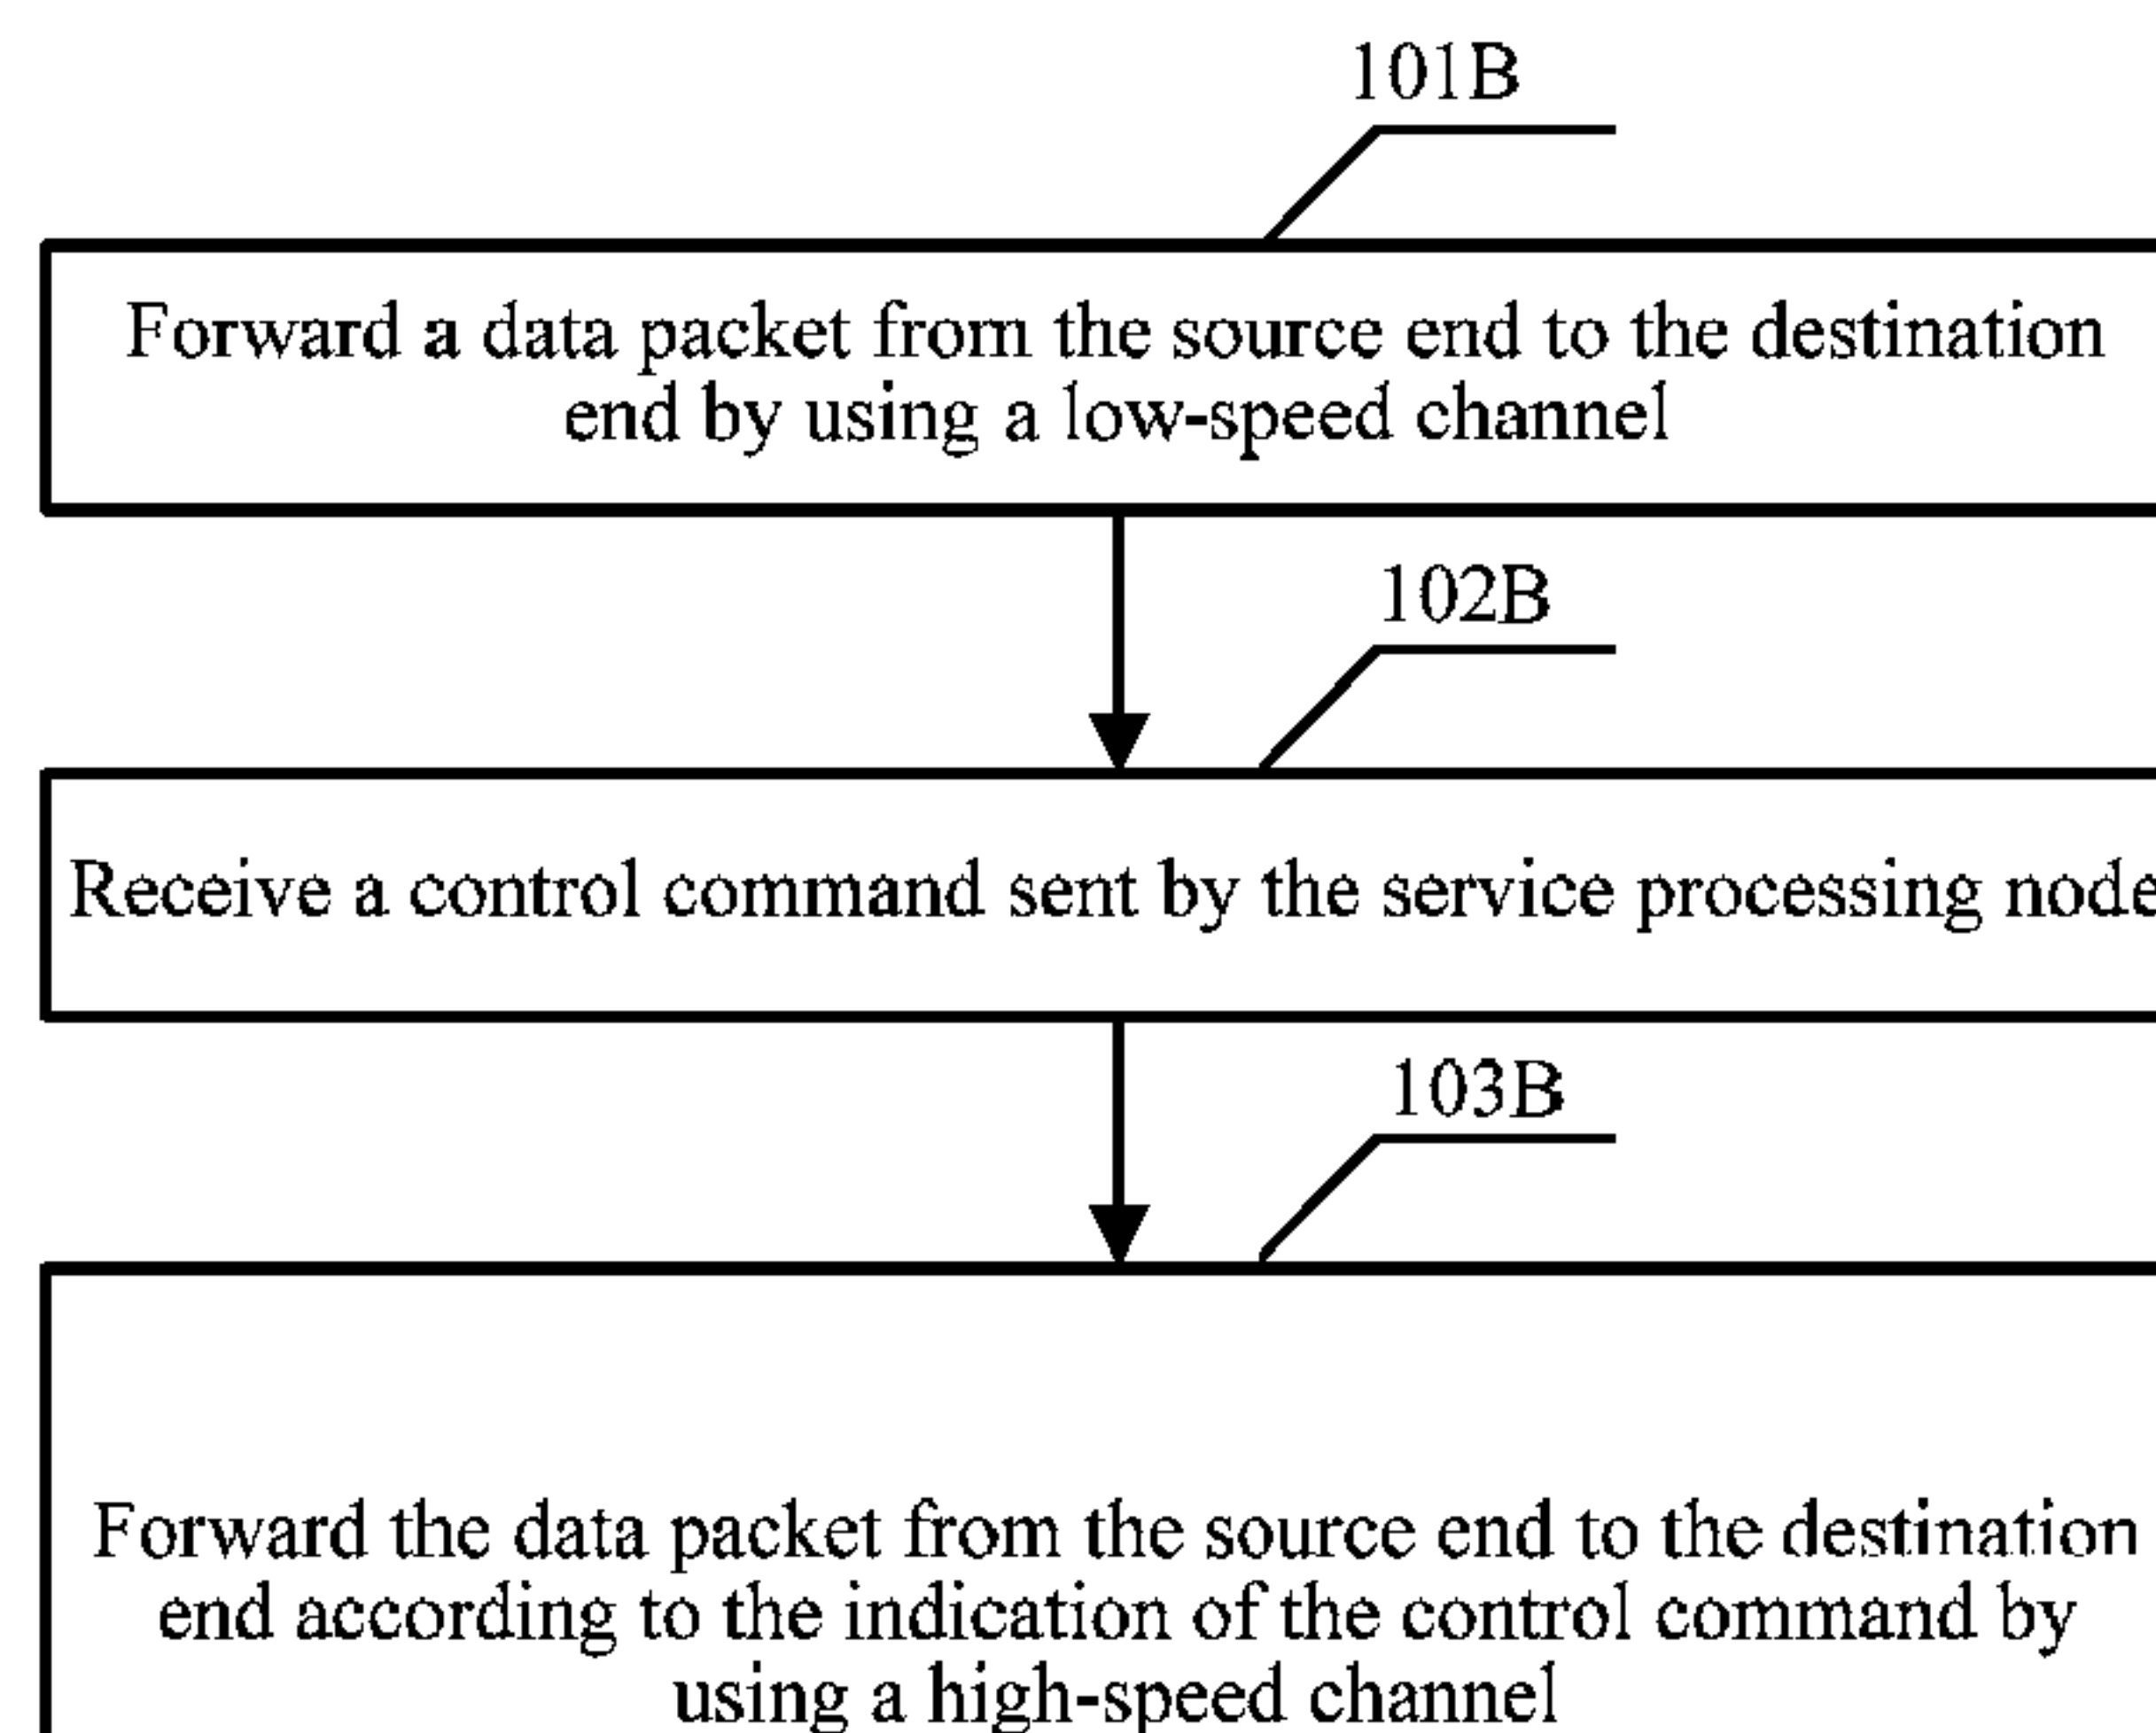 101B
Forward a data packet from the source end to the destination
end by using a low-speed channel
102B
Receive a control command sent by the service processing node
103B
Forward the data packet from the source end to the destination
end according to the indication of the control command by
using a high-speed channel